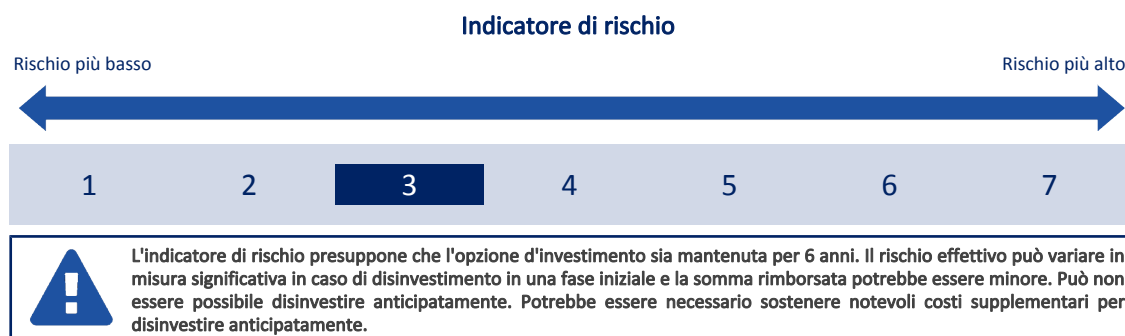 Indicatore di rischio
Rischio più basso
Rischio più alto
1 2 3 4 5 6 7
L'indicatore di rischio presuppone che l'opzione d'investimento sia mantenuta per 6 anni. Il rischio effettivo può variare in
misura significativa in caso di disinvestimento in una fase iniziale e la somma rimborsata potrebbe essere minore. Può non
essere possibile disinvestire anticipatamente. Potrebbe essere necessario sostenere notevoli costi supplementari per
disinvestire anticipatamente.